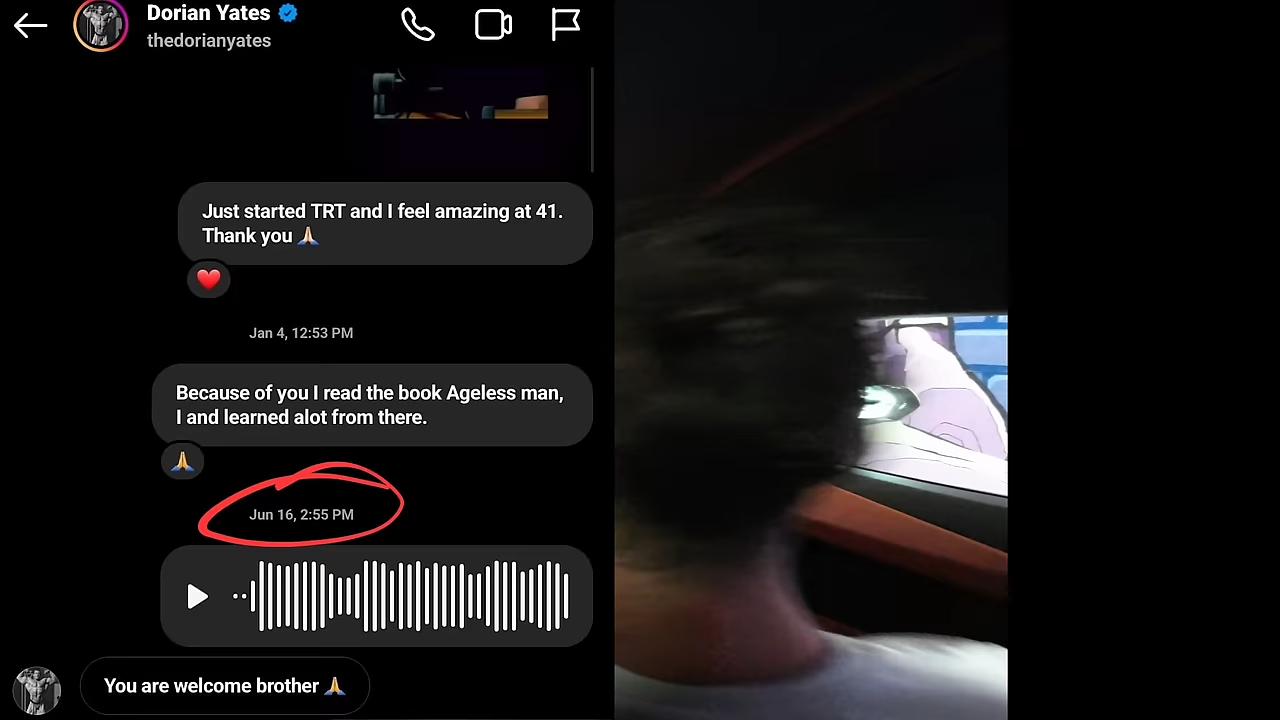 Dorian Yates
thedorianyates
Just started TRT and I feel amazing at 41.
Thank you 🙏🏻
Jan 4, 12:53 PM
Because of you I read the book Ageless man,
I and learned alot from there.
Jun 16, 2:55 PM
You are welcome brother 🙏